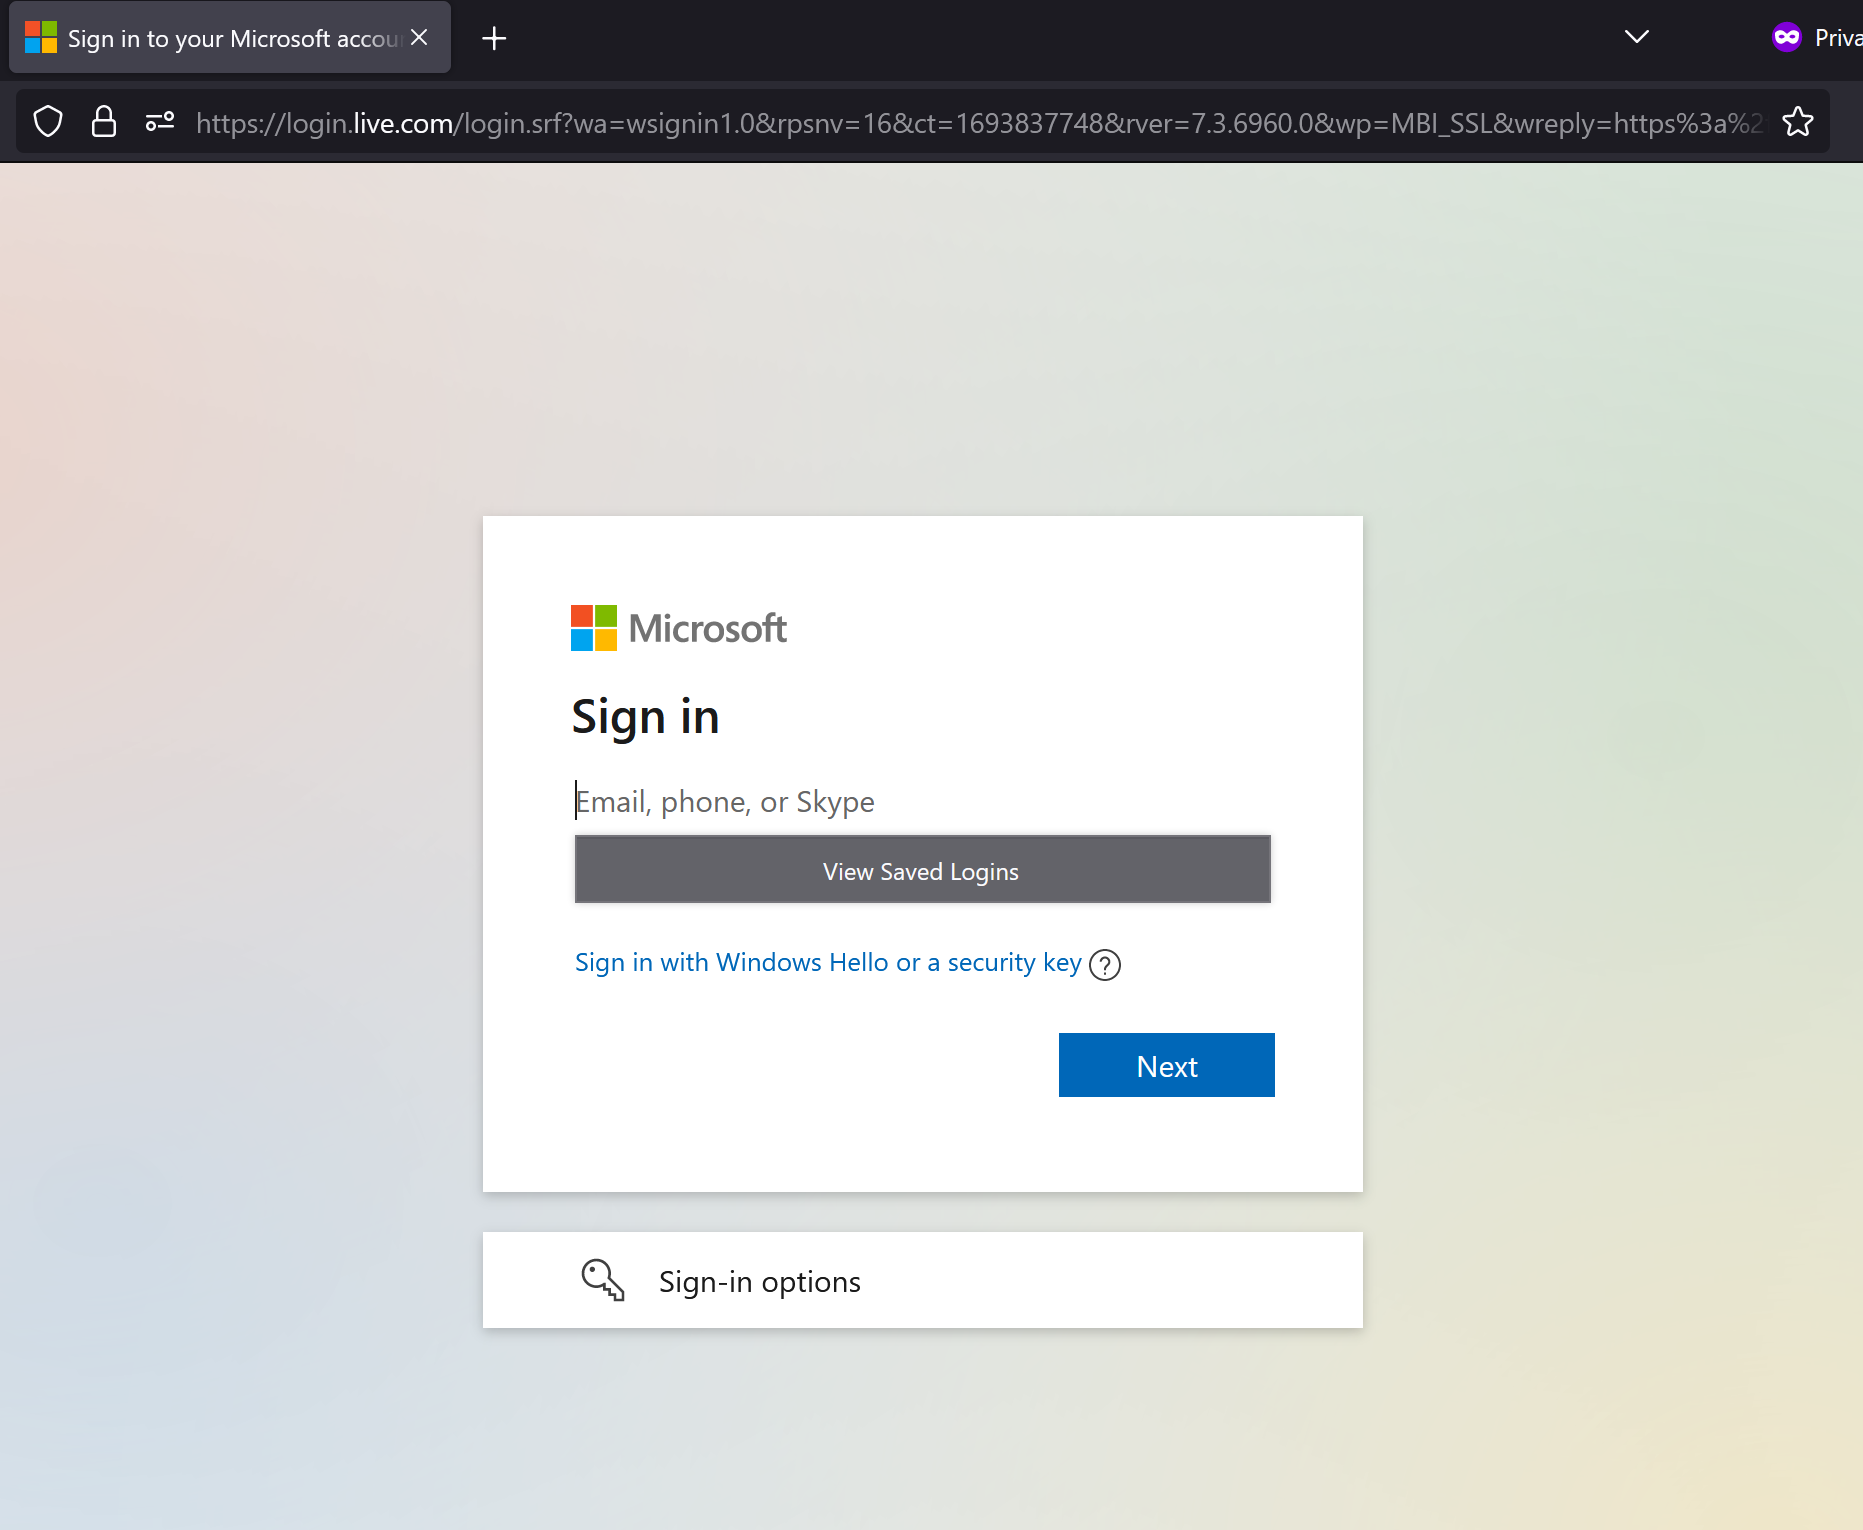 Sign in to your Microsoft accou
Priva
https://login.live.com/login.srf?wa=wsignin1.0&rpsnv=16&ct=1693837748&rver=7.3.6960.0&wp=MBI_SSL&wreply=https%3a%2
Microsoft
Sign in
Email, phone, or Skype
View Saved Logins
Sign in with Windows Hello or a security key ?
Next
Sign-in options